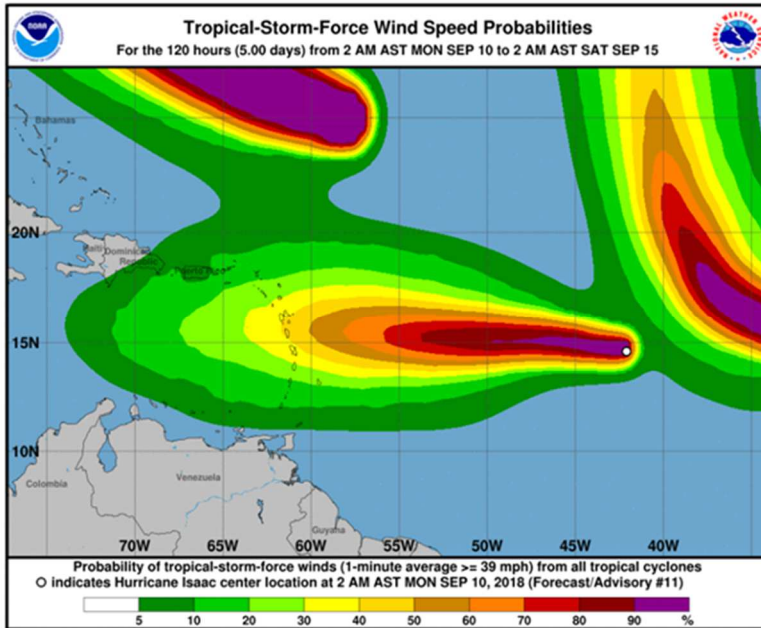 NOAA
Tropical-Storm-Force Wind Speed Probabilities
For the 120 hours (5.00 days) from 2 AM AST MON SEP 10 to 2 AM AST SAT SEP 15
Bahamas
20N
Haiti
Dominican
Republic
Puerto Rico
15N
10N
Colombia
Venezuela
Guyana
70W 65W 60W 55W 50W 45W 40W
Probability of tropical-storm-force winds (1-minute average >= 39 mph) from all tropical cyclones
indicates Hurricane Isaac center location at 2 AM AST MON SEP 10, 2018 (Forecast/Advisory #11)
5 10 20 30 40 50 60 70 80 90 %